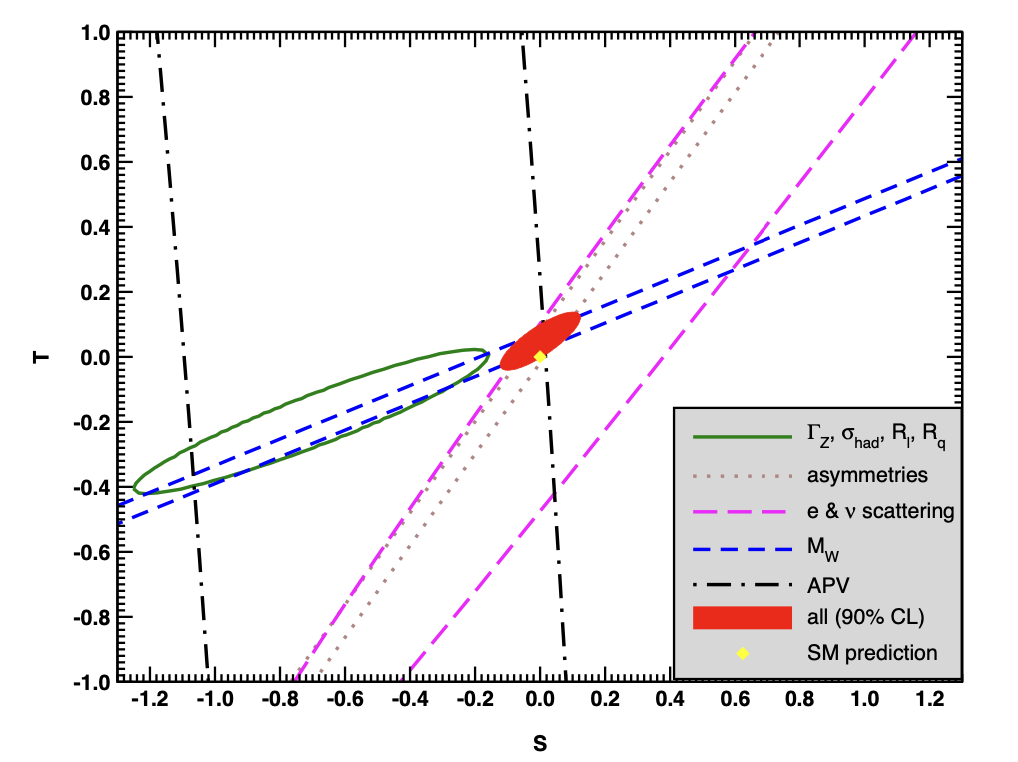 1.0
0.8
0.6
0.4
0.2
0.0
-0.2
-0.4
-0.6
-0.8
-1.0
T
-1.2 -1.0 -0.8 -0.6 -0.4 -0.2 0.0 0.2 0.4 0.6 0.8 1.0 1.2
S
Γ_Z, σ_had, R_l, R_q
asymmetries
e & ν scattering
M_W
APV
all (90% CL)
SM prediction